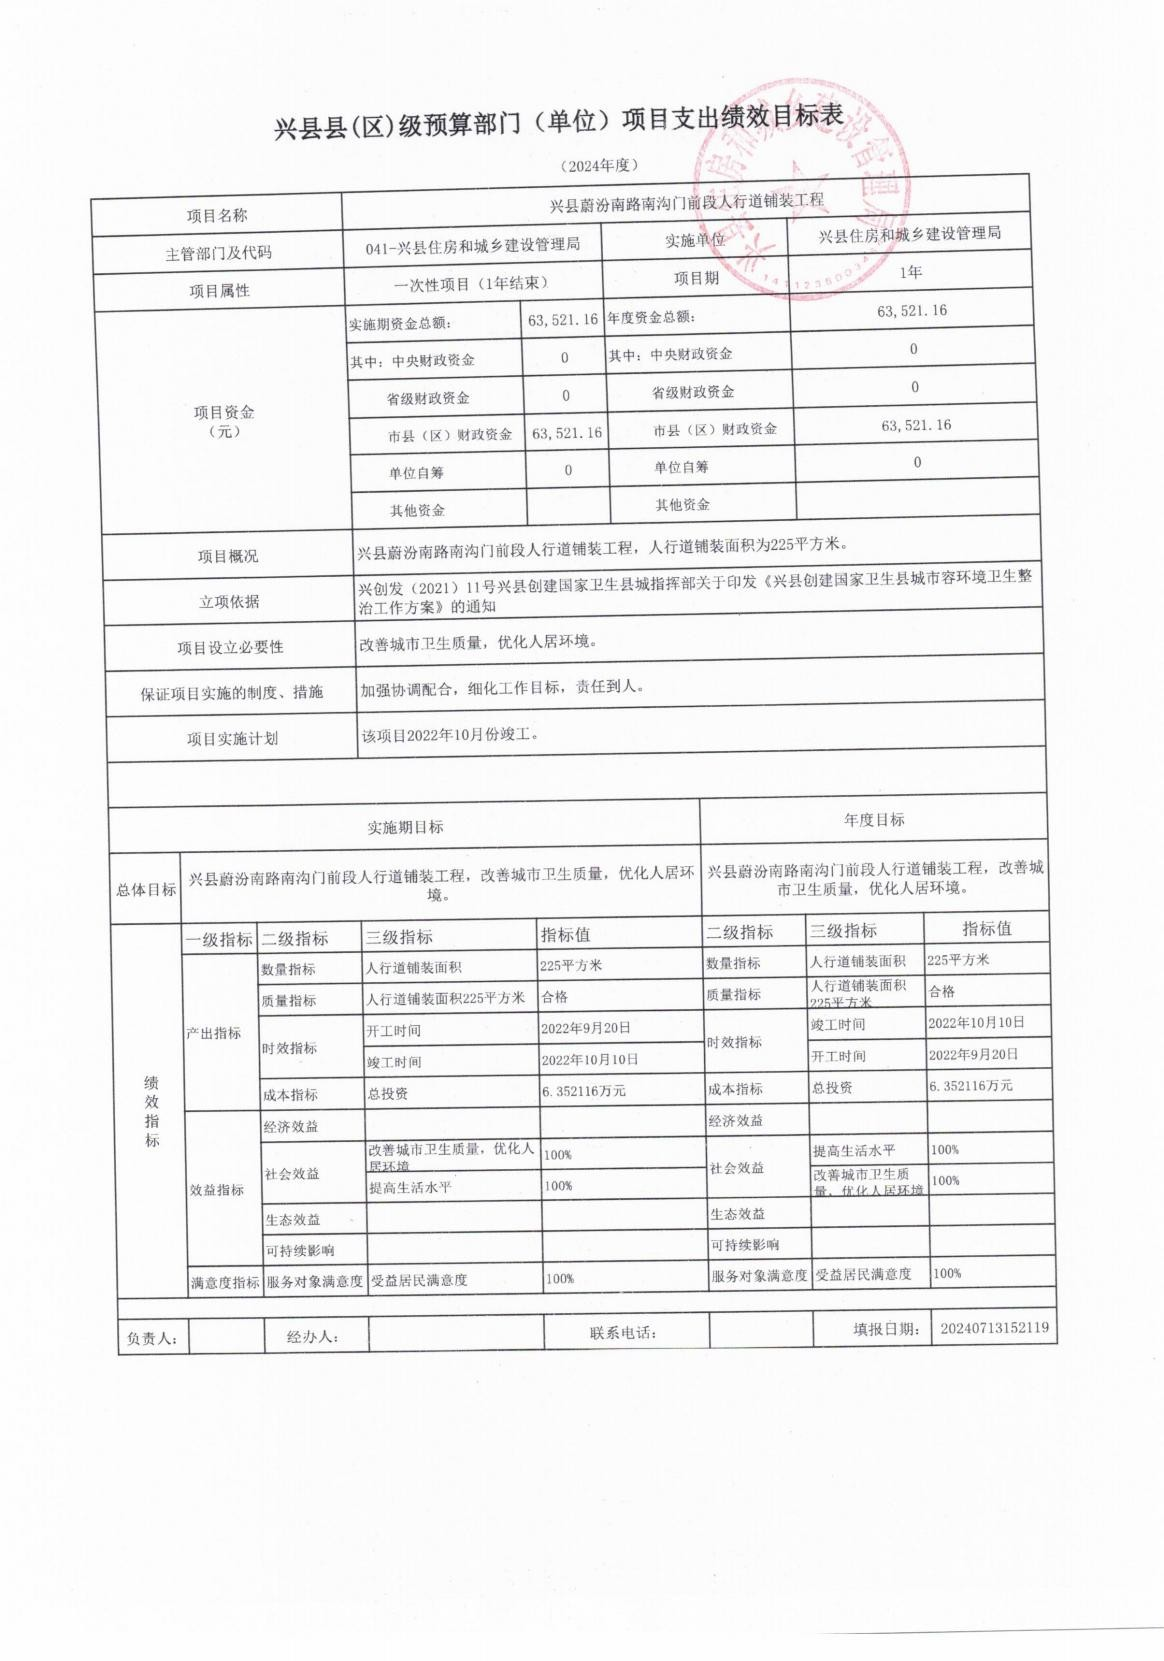 兴县县(区)级预算部门（单位）项目支出绩效目标表
（2024年度）
项目名称 兴县蔚汾南路南沟门前段人行道铺装工程
主管部门及代码 041-兴县住房和城乡建设管理局 实施单位 兴县住房和城乡建设管理局
项目属性 一次性项目（1年结束） 项目期 1年
项目资金
（元）
实施期资金总额： 63,521.16 年度资金总额： 63,521.16
其中：中央财政资金 0 其中：中央财政资金 0
省级财政资金 0 省级财政资金 0
市县（区）财政资金 63,521.16 市县（区）财政资金 63,521.16
单位自筹 0 单位自筹 0
其他资金 其他资金
项目概况 兴县蔚汾南路南沟门前段人行道铺装工程，人行道铺装面积为225平方米。
立项依据 兴创发（2021）11号兴县创建国家卫生县城指挥部关于印发《兴县创建国家卫生县城市容环境卫生整
治工作方案》的通知
项目设立必要性 改善城市卫生质量，优化人居环境。
保证项目实施的制度、措施 加强协调配合，细化工作目标，责任到人。
项目实施计划 该项目2022年10月份竣工。
实施期目标 年度目标
总体目标 兴县蔚汾南路南沟门前段人行道铺装工程，改善城市卫生质量，优化人居环
境。
兴县蔚汾南路南沟门前段人行道铺装工程，改善城
市卫生质量，优化人居环境。
绩
效
指
标
一级指标 二级指标 三级指标 指标值 二级指标 三级指标 指标值
产出指标
数量指标 人行道铺装面积 225平方米 数量指标 人行道铺装面积 225平方米
质量指标 人行道铺装面积225平方米 合格 质量指标 人行道铺装面积
225平方米 合格
时效指标 开工时间 2022年9月20日 时效指标 竣工时间 2022年10月10日
竣工时间 2022年10月10日 开工时间 2022年9月20日
成本指标 总投资 6.352116万元 成本指标 总投资 6.352116万元
效益指标
经济效益 经济效益
社会效益 改善城市卫生质量，优化人
居环境 100% 社会效益 提高生活水平 100%
提高生活水平 100% 改善城市卫生质
量，优化人居环境 100%
生态效益 生态效益
可持续影响 可持续影响
满意度指标 服务对象满意度 受益居民满意度 100% 服务对象满意度 受益居民满意度 100%
负责人： 经办人： 联系电话： 填报日期： 20240713152119